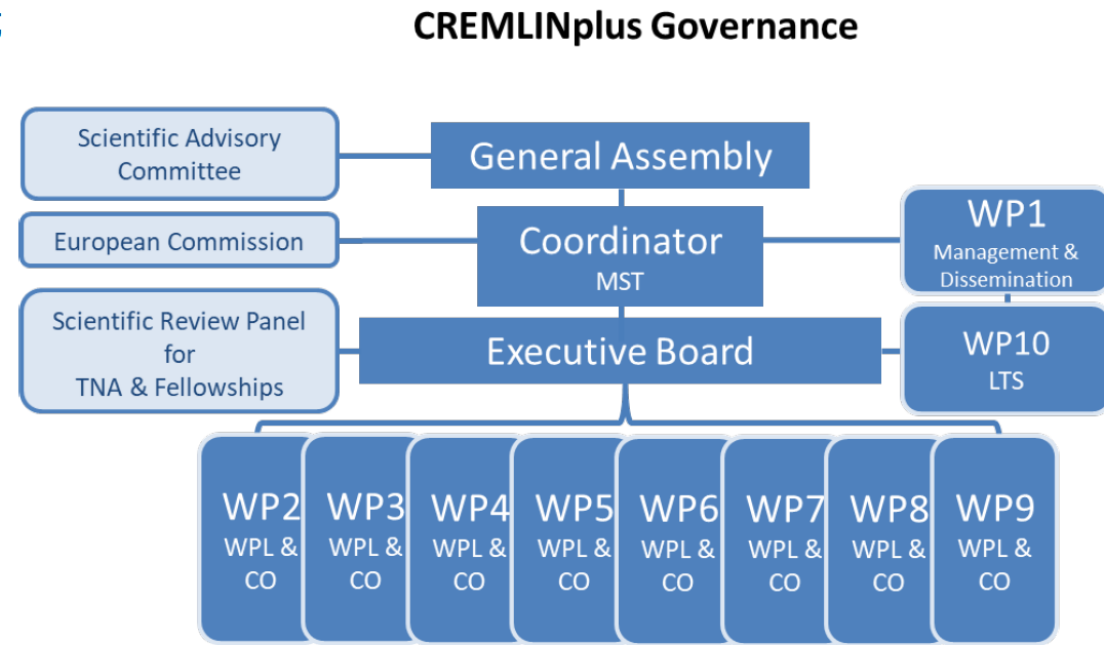 CREMLINplus Governance
Scientific Advisory
Committee
General Assembly
European Commission
Coordinator
MST
WP1
Management &
Dissemination
Scientific Review Panel
for
TNA & Fellowships
Executive Board
WP10
LTS
WP2
WPL &
CO
WP3
WPL &
CO
WP4
WPL &
CO
WP5
WPL &
CO
WP6
WPL &
CO
WP7
WPL &
CO
WP8
WPL &
CO
WP9
WPL &
CO